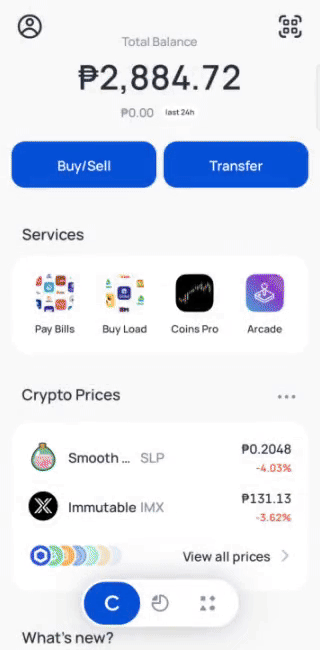 Total Balance
₱2,884.72
₱0.00 last 24h
Buy/Sell Transfer
Services
Pay Bills Buy Load Coins Pro Arcade
Crypto Prices
Smooth ... SLP ₱0.2048
-4.03%
Immutable IMX ₱131.13
-3.62%
View all prices
C
What's new?